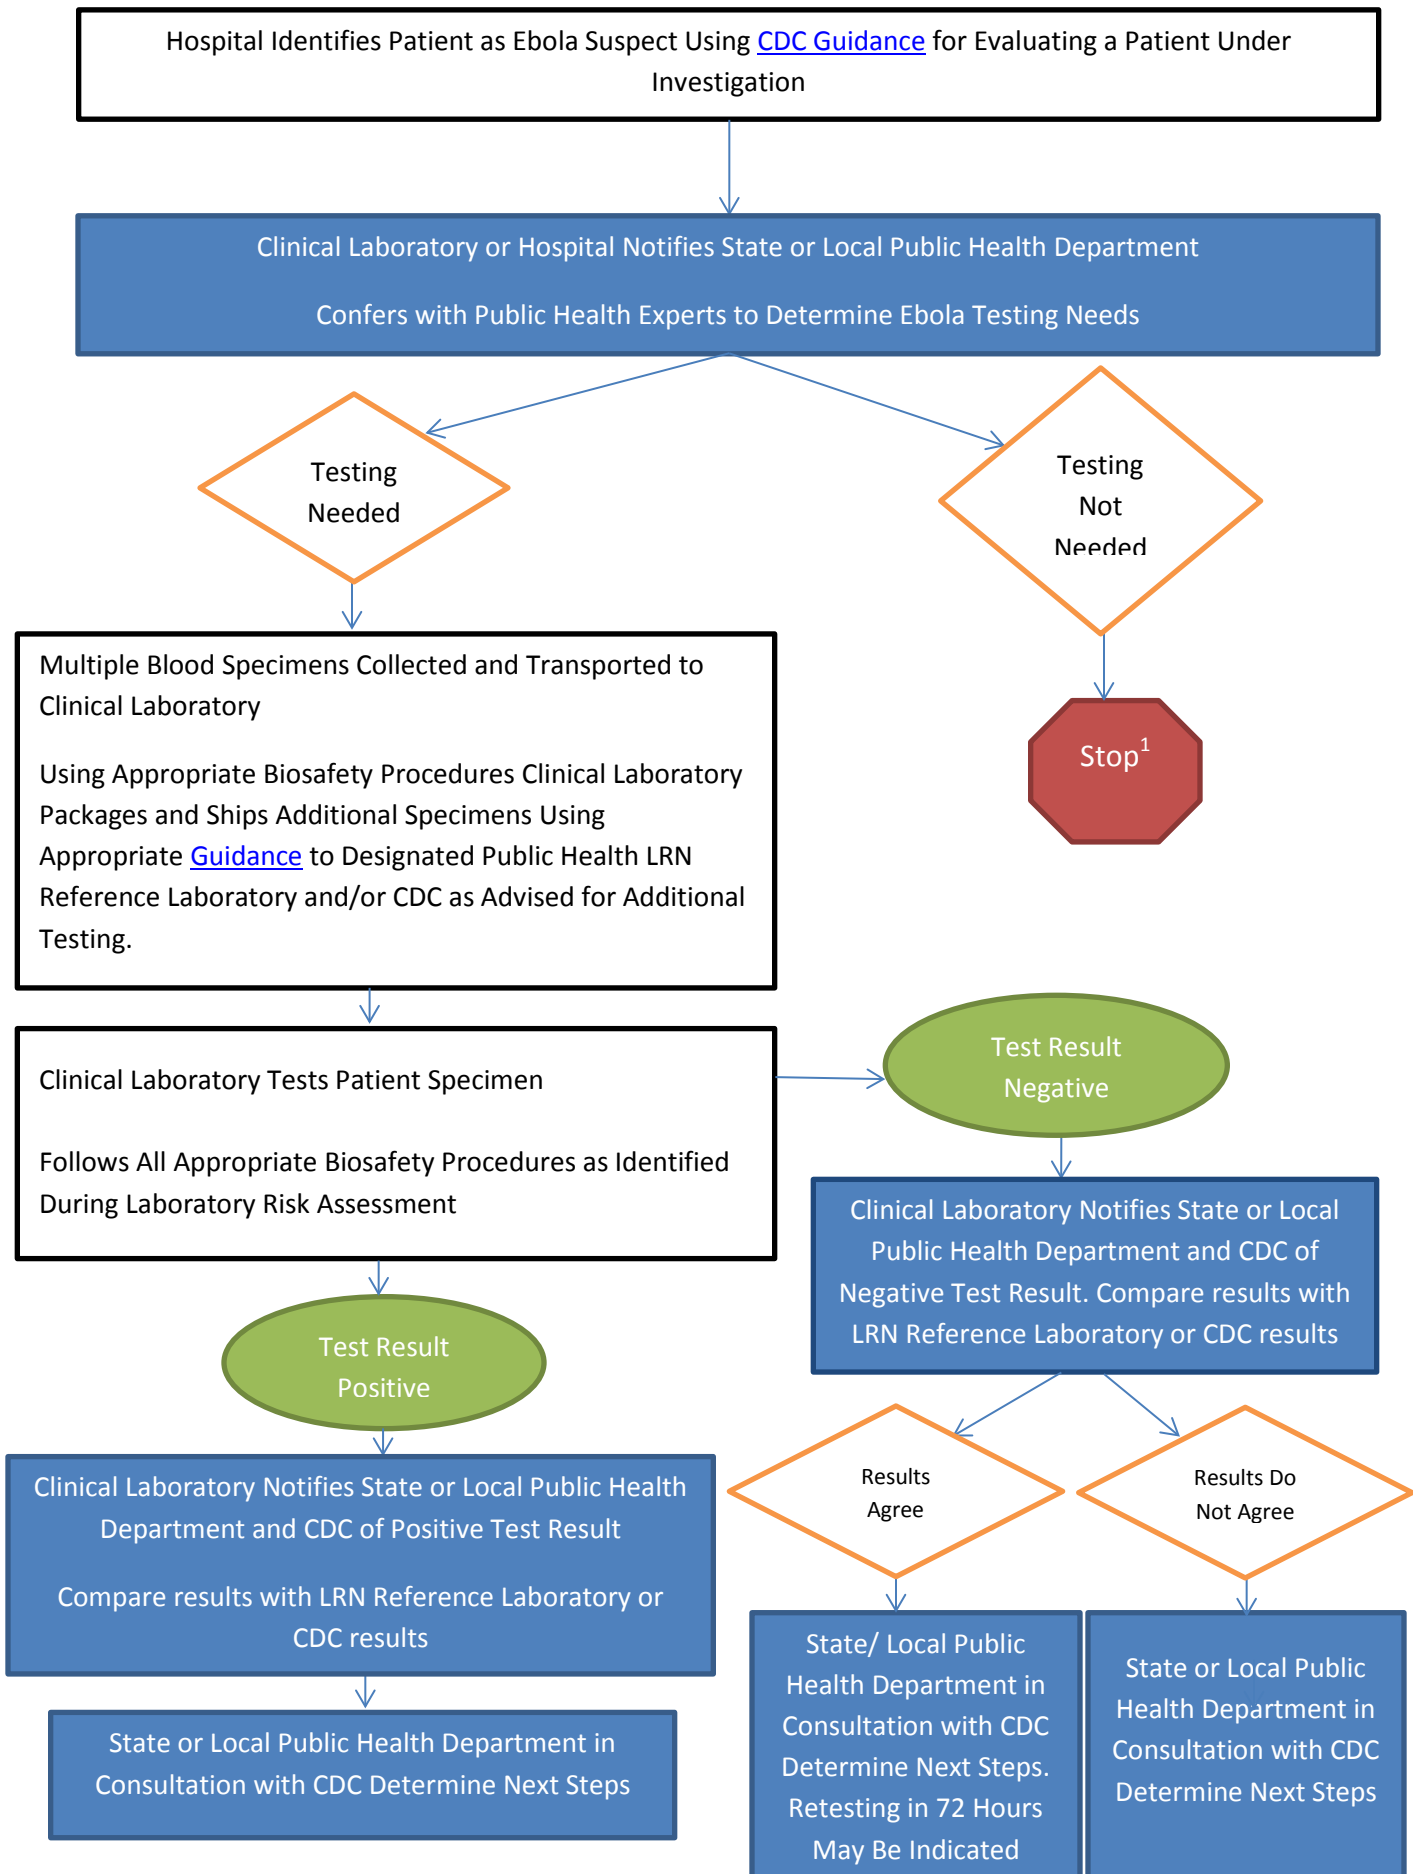 Hospital Identifies Patient as Ebola Suspect Using CDC Guidance for Evaluating a Patient Under
Investigation
Clinical Laboratory or Hospital Notifies State or Local Public Health Department
Confers with Public Health Experts to Determine Ebola Testing Needs
Testing
Needed
Testing
Not
Needed
Multiple Blood Specimens Collected and Transported to
Clinical Laboratory
Using Appropriate Biosafety Procedures Clinical Laboratory
Packages and Ships Additional Specimens Using
Appropriate Guidance to Designated Public Health LRN
Reference Laboratory and/or CDC as Advised for Additional
Testing.
Stop1
Clinical Laboratory Tests Patient Specimen
Follows All Appropriate Biosafety Procedures as Identified
During Laboratory Risk Assessment
Test Result
Negative
Clinical Laboratory Notifies State or Local
Public Health Department and CDC of
Negative Test Result. Compare results with
LRN Reference Laboratory or CDC results
Test Result
Positive
Clinical Laboratory Notifies State or Local Public Health
Department and CDC of Positive Test Result
Compare results with LRN Reference Laboratory or
CDC results
State or Local Public Health Department in
Consultation with CDC Determine Next Steps
Results
Agree
Results Do
Not Agree
State/ Local Public
Health Department in
Consultation with CDC
Determine Next Steps.
Retesting in 72 Hours
May Be Indicated
State or Local Public
Health Department in
Consultation with CDC
Determine Next Steps